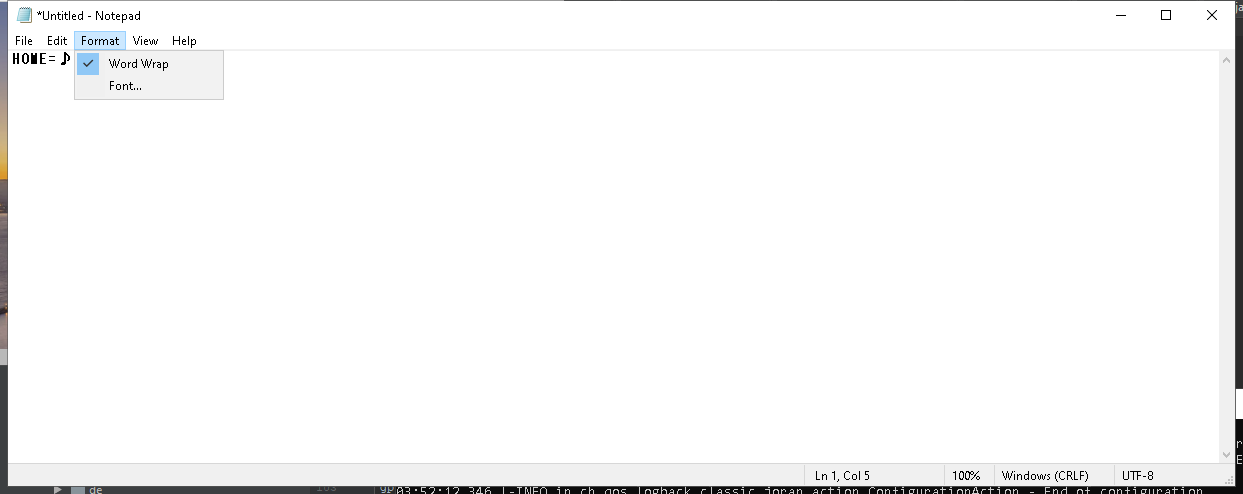 *Untitled - Notepad
File Edit Format View Help
HOME=♪
Word Wrap
Font...
Ln 1, Col 5 100% Windows (CRLF) UTF-8
de
03:52:12,346 |-INFO in ch.qos.logback.classic.joran.action.ConfigurationAction - End of configuration.